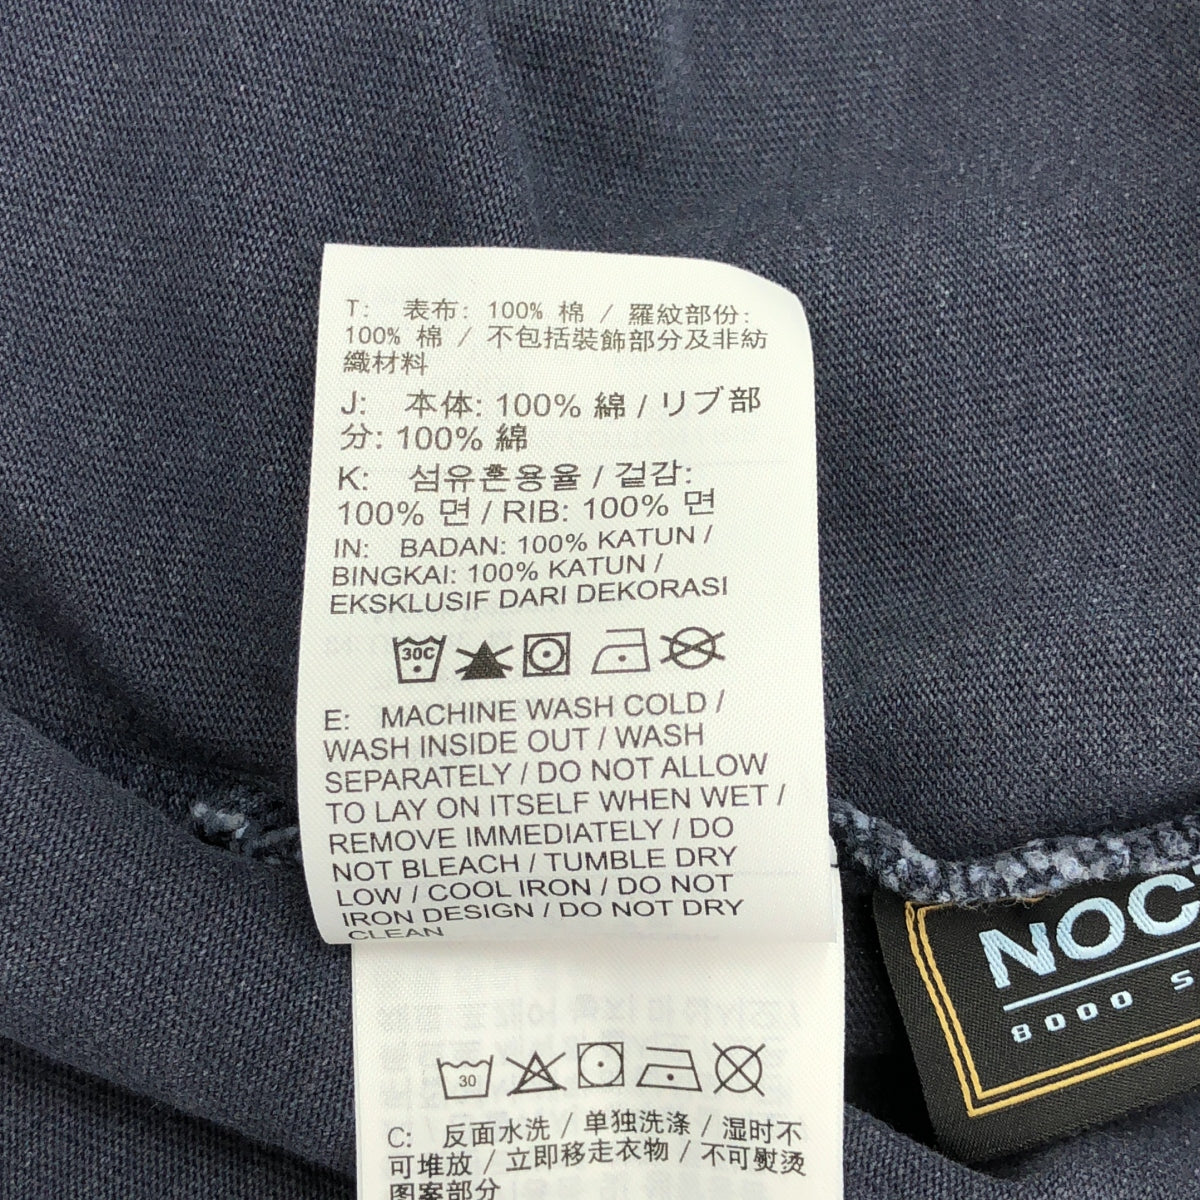 T: 表布: 100% 棉 / 羅紋部份:
100% 棉 / 不包括裝飾部分及非紡
織材料
J: 本体: 100% 綿 / リブ部
分: 100% 綿
K: 섬유혼용율 / 겉감:
100% 면 / RIB: 100% 면
IN: BADAN: 100% KATUN /
BINGKAI: 100% KATUN /
EKSKLUSIF DARI DEKORASI
30C
E: MACHINE WASH COLD /
WASH INSIDE OUT / WASH
SEPARATELY / DO NOT ALLOW
TO LAY ON ITSELF WHEN WET /
REMOVE IMMEDIATELY / DO
NOT BLEACH / TUMBLE DRY
LOW / COOL IRON / DO NOT
IRON DESIGN / DO NOT DRY
CLEAN
30
C: 反面水洗 / 单独洗涤 / 湿时不
可堆放 / 立即移走衣物 / 不可熨烫
图案部分
NOC
8000 S